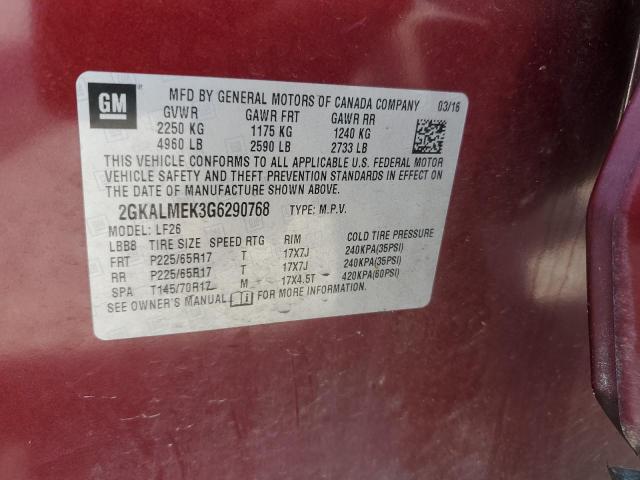 GM
MFD BY GENERAL MOTORS OF CANADA COMPANY 03/16
GVWR GAWR FRT GAWR RR
2250 KG 1175 KG 1240 KG
4960 LB 2590 LB 2733 LB
THIS VEHICLE CONFORMS TO ALL APPLICABLE U.S. FEDERAL MOTOR
VEHICLE SAFETY AND THEFT PREVENTION STANDARDS IN EFFECT ON
THE DATE OF MANUFACTURE SHOWN ABOVE.
2GKALMEK3G6290768 TYPE: M.P.V.
MODEL: LF26
LBB8 TIRE SIZE SPEED RTG RIM COLD TIRE PRESSURE
FRT P225/65R17 T 17X7J 240KPA(35PSI)
RR P225/65R17 T 17X7J 240KPA(35PSI)
SPA T145/70R17 M 17X4.5T 420KPA(60PSI)
SEE OWNER'S MANUAL FOR MORE INFORMATION.